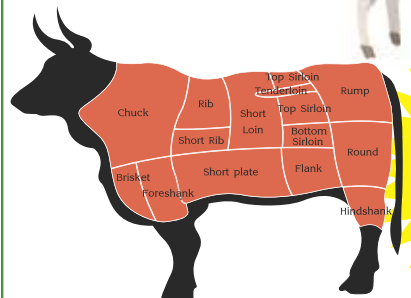 Top Sirloin
Tenderloin
Rump
Rib
Top Sirloin
Chuck
Short
Loin
Bottom
Sirloin
Short Rib
Round
Short plate
Flank
Brisket
Foreshank
Hindshank